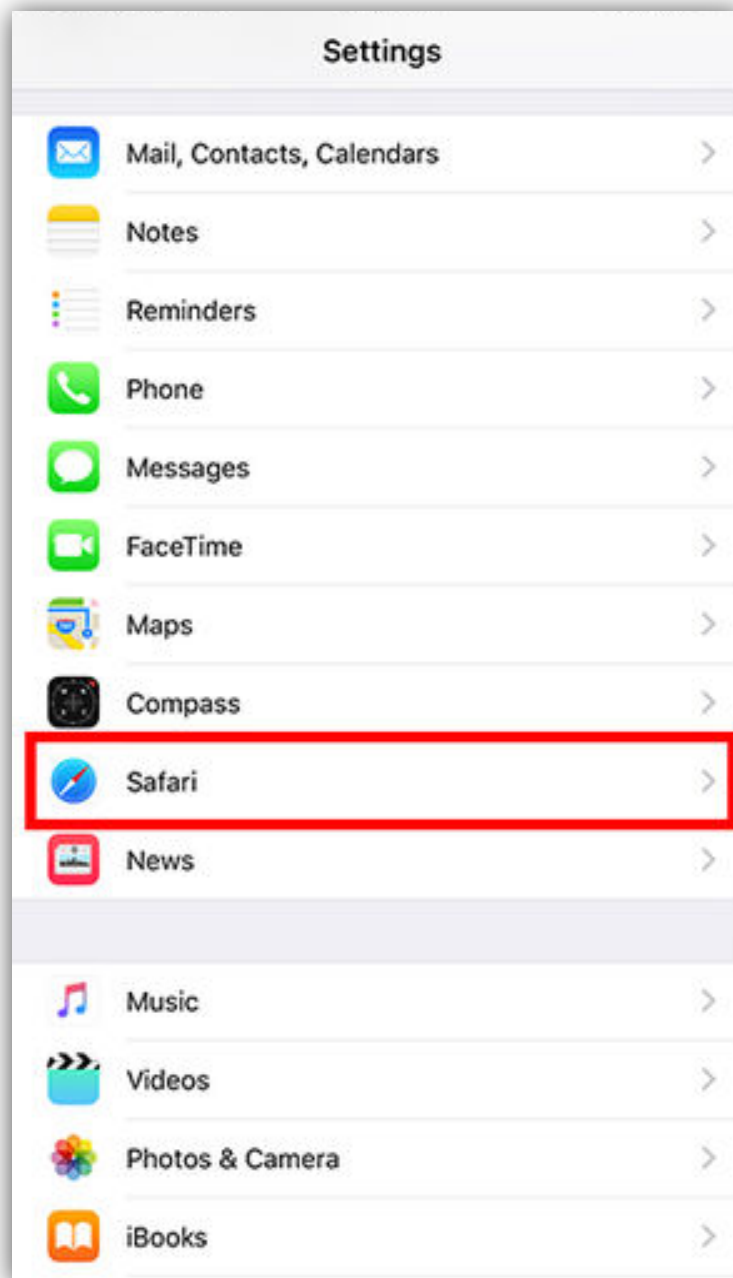 Settings
Mail, Contacts, Calendars
Notes
Reminders
Phone
Messages
FaceTime
Maps
Compass
Safari
News
Music
Videos
Photos & Camera
iBooks